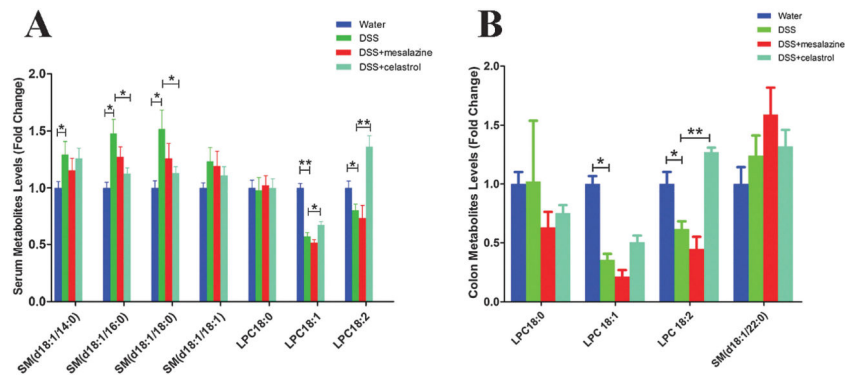 A
Water
DSS
DSS+mesalazine
DSS+celastrol
Serum Metabolites Levels (Fold Change)
2.0
1.5
1.0
0.5
0.0
*
*
*
*
*
**
*
*
**
SM(d18:1/14:0)
SM(d18:1/16:0)
SM(d18:1/18:0)
SM(d18:1/18:1)
LPC18:0
LPC18:1
LPC18:2
B
Water
DSS
DSS+mesalazine
DSS+celastrol
Colon Metabolites Levels (Fold Change)
2.0
1.5
1.0
0.5
0.0
*
*
**
LPC18:0
LPC 18:1
LPC 18:2
SM(d18:1/22:0)